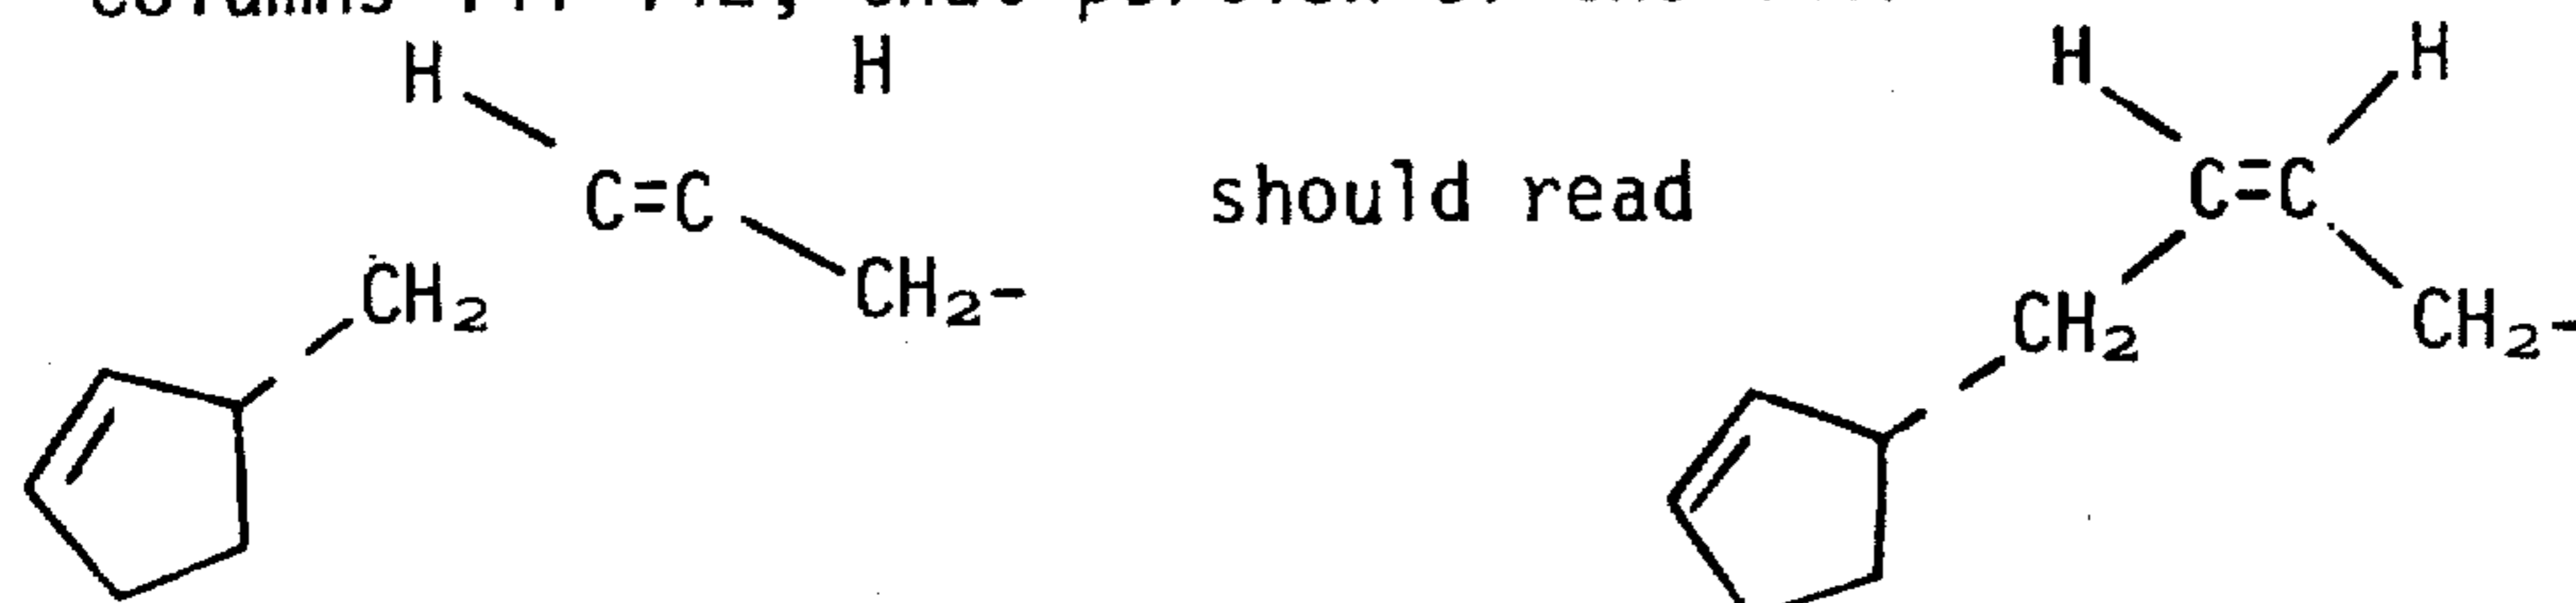 H H H H
C=C should read C=C
CH₂ CH₂- CH₂ CH₂-